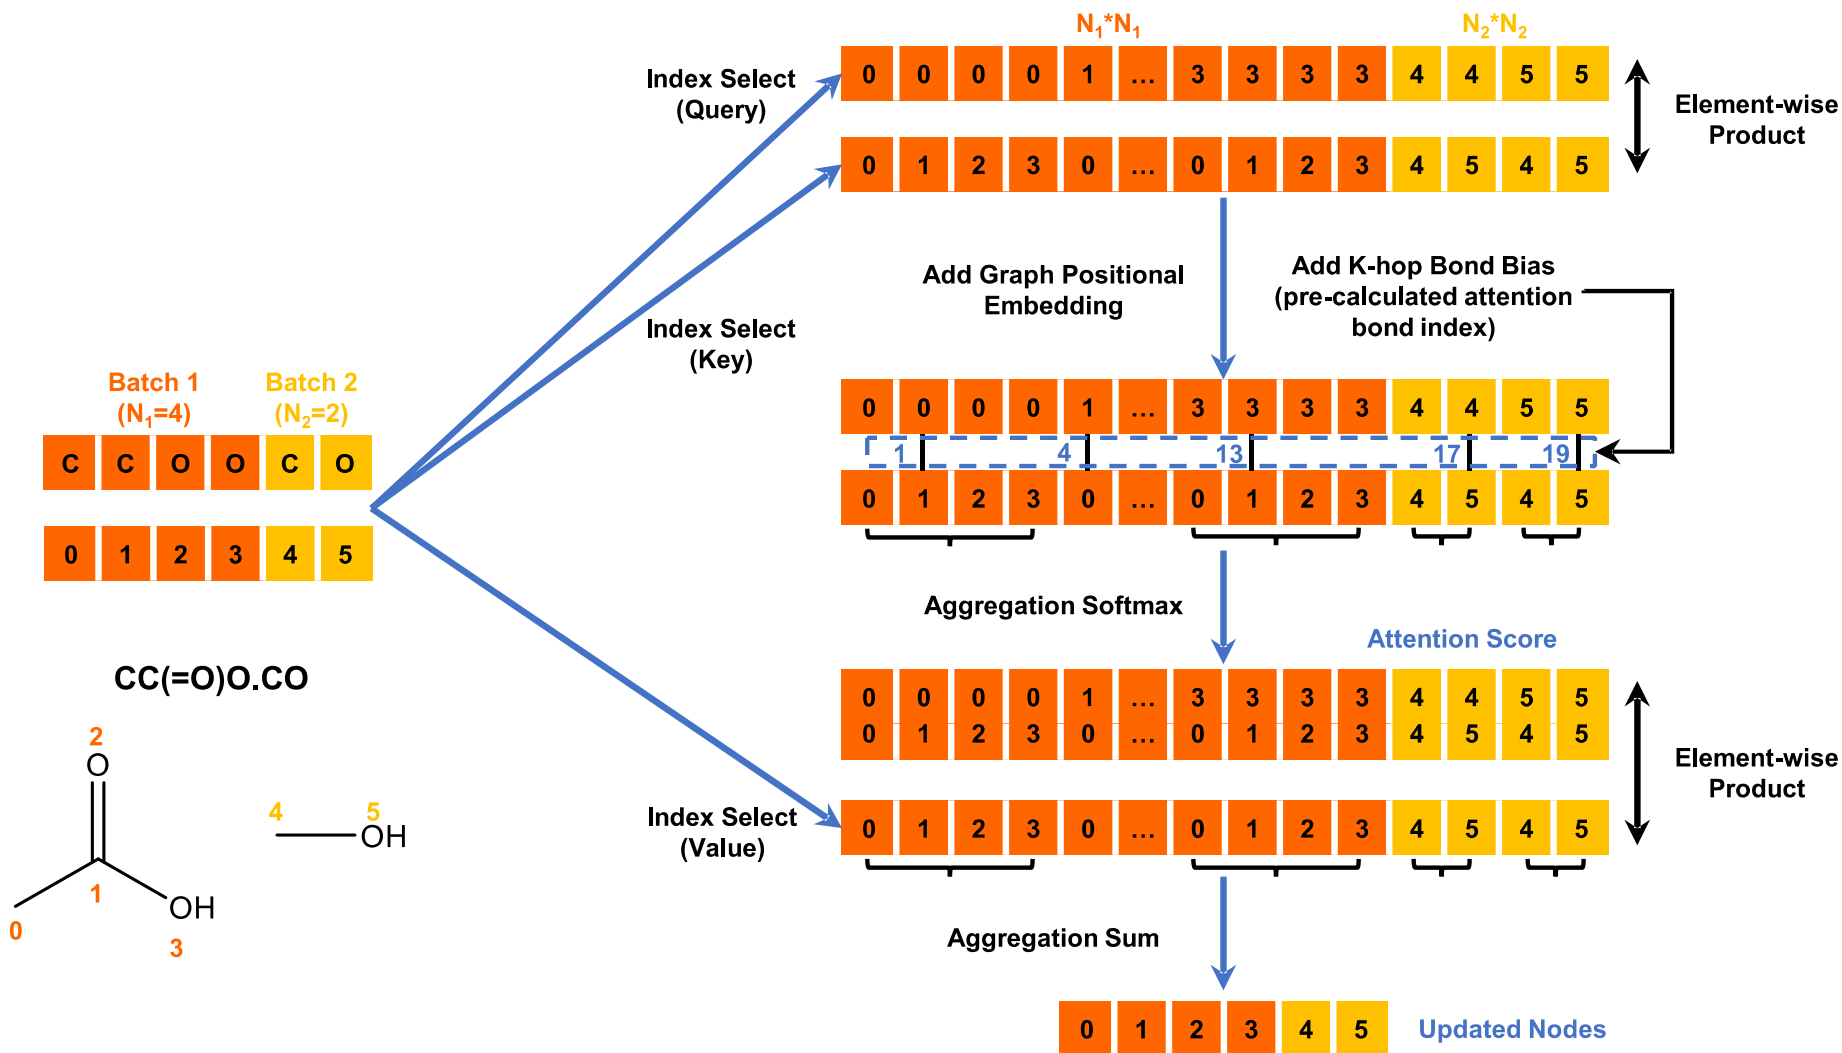 N₁*N₁ N₂*N₂
0 0 0 0 1 ... 3 3 3 3 4 4 5 5
Index Select
(Query)
Element-wise
Product
0 1 2 3 0 ... 0 1 2 3 4 5 4 5
Add Graph Positional
Embedding
Add K-hop Bond Bias
(pre-calculated attention
bond index)
Index Select
(Key)
Batch 1
(N₁=4)
Batch 2
(N₂=2)
C C O O C O
0 1 2 3 4 5
0 0 0 0 1 ... 3 3 3 3 4 4 5 5
1 4 13 17 19
0 1 2 3 0 ... 0 1 2 3 4 5 4 5
Aggregation Softmax
Attention Score
CC(=O)O.CO
0 0 0 0 1 ... 3 3 3 3 4 4 5 5
0 1 2 3 0 ... 0 1 2 3 4 5 4 5
Element-wise
Product
Index Select
(Value)
0 1 2 3 0 ... 0 1 2 3 4 5 4 5
2
O
4 5
OH
1
OH
0
3
Aggregation Sum
0 1 2 3 4 5
Updated Nodes